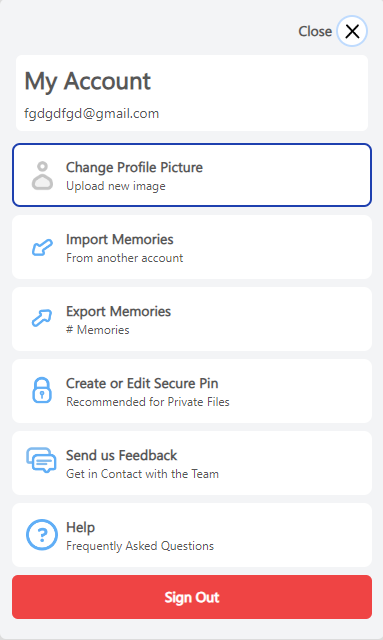 Close
My Account
fgdgdfgd@gmail.com
Change Profile Picture
Upload new image
Import Memories
From another account
Export Memories
# Memories
Create or Edit Secure Pin
Recommended for Private Files
Send us Feedback
Get in Contact with the Team
Help
Frequently Asked Questions
Sign Out